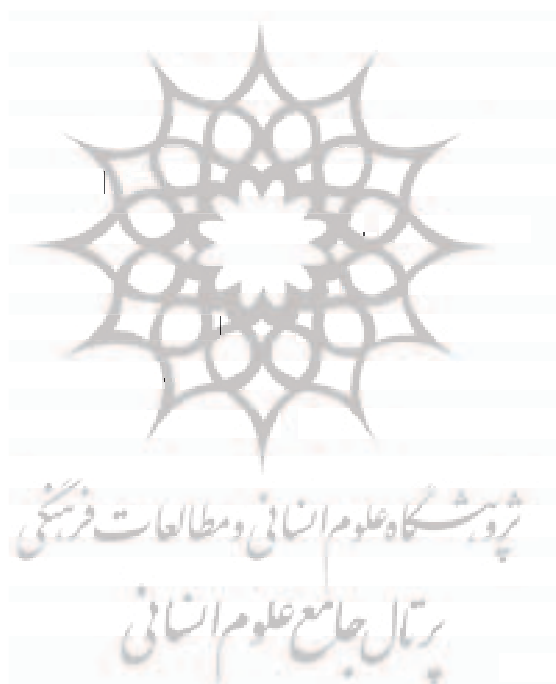 پژوهشگاه علوم انسانی و مطالعات فرهنگی
پرتال جامع علوم انسانی